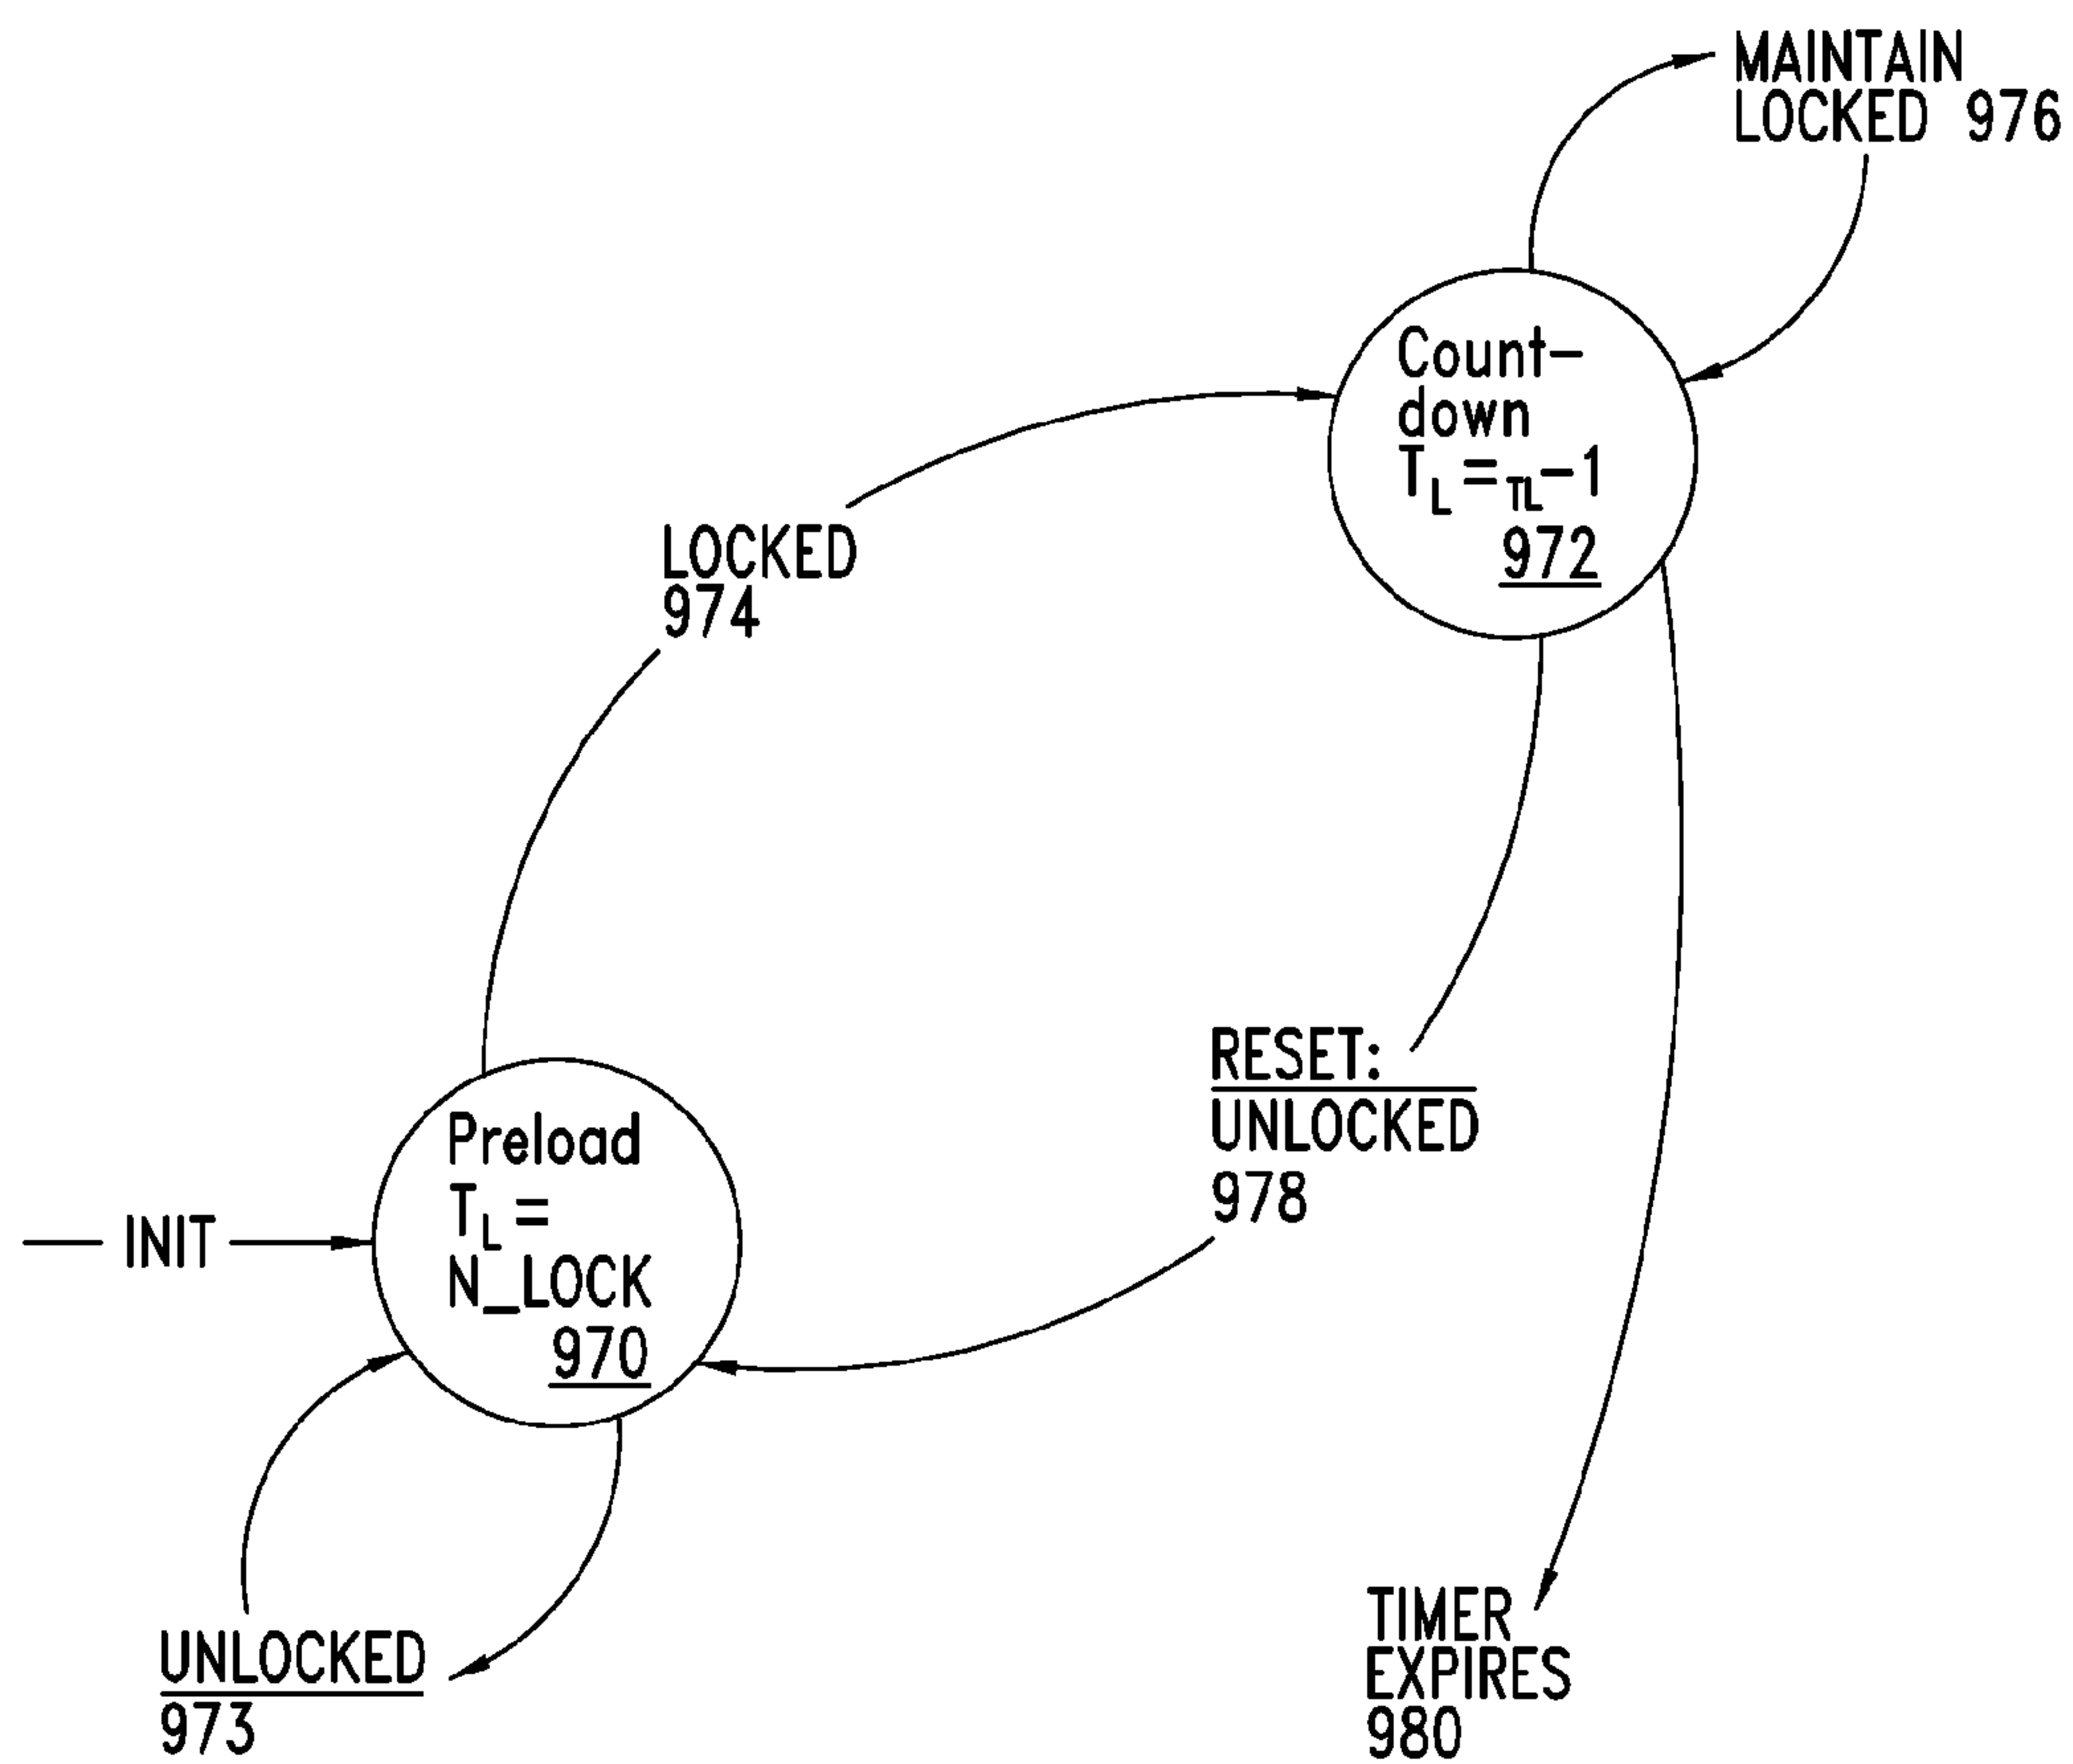 MAINTAIN
LOCKED 976
Count-
down
T_L=TL-1
972
LOCKED
974
RESET:
UNLOCKED
978
Preload
T_L=
N_LOCK
970
INIT
UNLOCKED
973
TIMER
EXPIRES
980